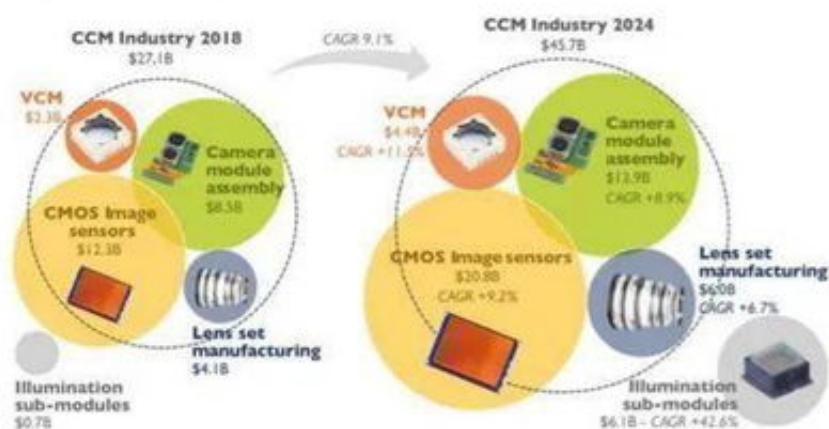 CCM Industry 2018
$27.1B
CAGR 9.1%
CCM Industry 2024
$45.7B
VCM
$2.3B
Camera
module
assembly
$8.5B
CMOS Image
sensors
$12.3B
Lens set
manufacturing
$4.1B
Illumination
sub-modules
$0.7B
VCM
$4.4B
CAGR +11.5%
Camera
module
assembly
$13.9B
CAGR +8.9%
CMOS Image sensors
$20.8B
CAGR +9.2%
Lens set
manufacturing
$6.0B
CAGR +6.7%
Illumination
sub-modules
$6.1B - CAGR +42.6%